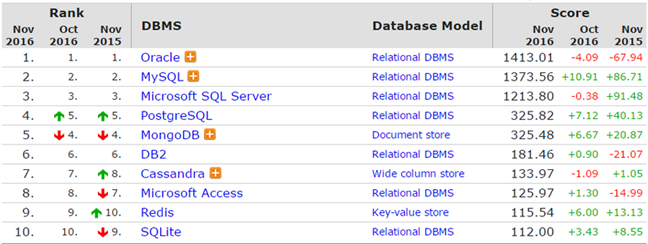 Rank Score
Nov 2016 Oct 2016 Nov 2015 DBMS Database Model Nov 2016 Oct 2016 Nov 2015
1. 1. 1. Oracle + Relational DBMS 1413.01 -4.09 -67.94
2. 2. 2. MySQL + Relational DBMS 1373.56 +10.91 +86.71
3. 3. 3. Microsoft SQL Server Relational DBMS 1213.80 -0.38 +91.48
4. ↑ 5. ↑ 5. PostgreSQL Relational DBMS 325.82 +7.12 +40.13
5. ↓ 4. ↓ 4. MongoDB + Document store 325.48 +6.67 +20.87
6. 6. 6. DB2 Relational DBMS 181.46 +0.90 -21.07
7. 7. ↑ 8. Cassandra + Wide column store 133.97 -1.09 +1.05
8. 8. ↓ 7. Microsoft Access Relational DBMS 125.97 +1.30 -14.99
9. 9. ↑ 10. Redis Key-value store 115.54 +6.00 +13.13
10. 10. ↓ 9. SQLite Relational DBMS 112.00 +3.43 +8.55